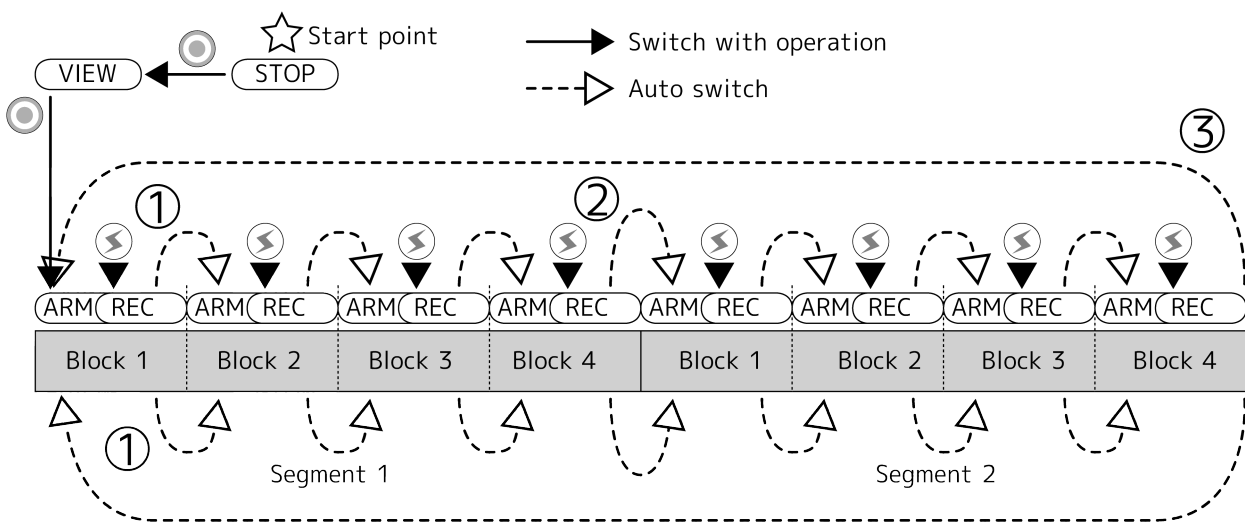 Start point
Switch with operation
VIEW
STOP
Auto switch
③
①
②
ARM REC ARM REC ARM REC ARM REC ARM REC ARM REC ARM REC ARM REC
Block 1 Block 2 Block 3 Block 4 Block 1 Block 2 Block 3 Block 4
①
Segment 1
Segment 2